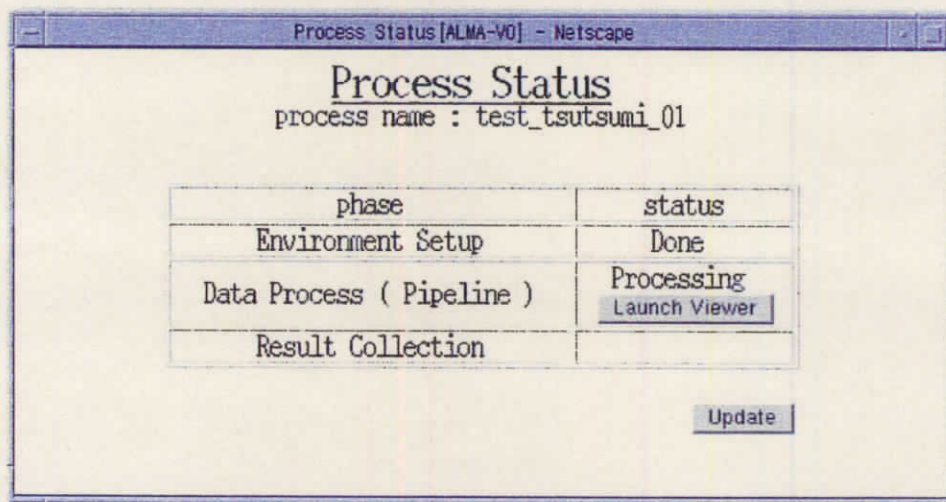 Process Status[ALMA-VO] - Netscape
Process Status
process name : test_tsutsumi_01
phase status
Environment Setup Done
Data Process ( Pipeline ) Processing
Launch Viewer
Result Collection
Update